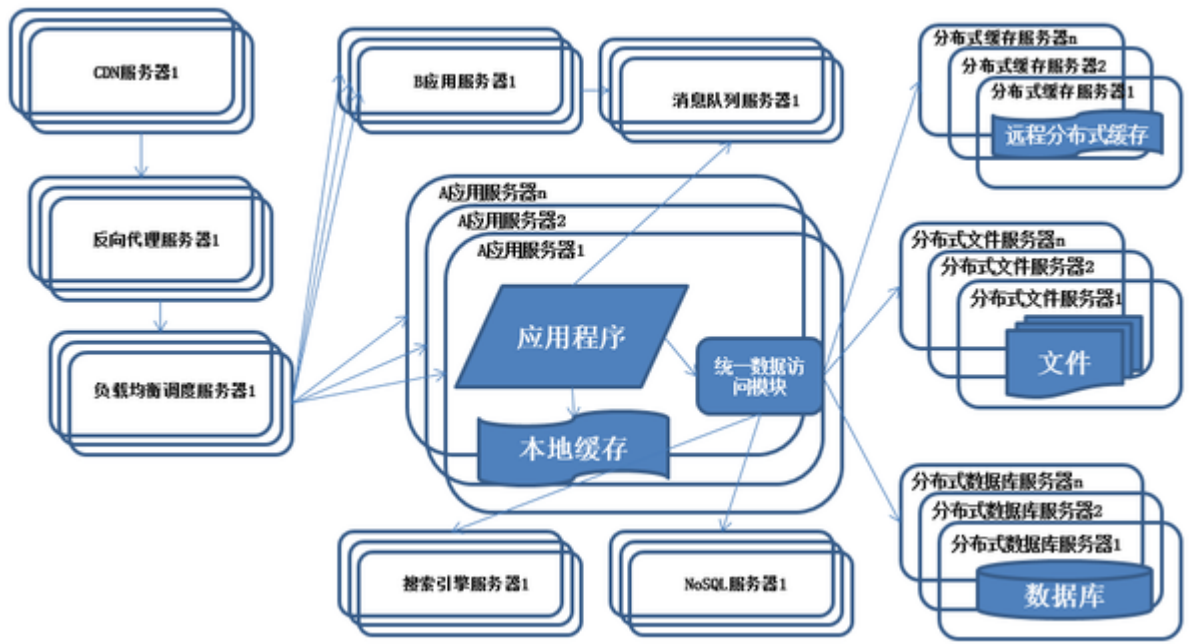 CDN服务器1
反向代理服务器1
负载均衡调度服务器1
B应用服务器1
消息队列服务器1
A应用服务器n
A应用服务器2
A应用服务器1
应用程序
统一数据访
问模块
本地缓存
搜索引擎服务器1
NoSQL服务器1
分布式缓存服务器n
分布式缓存服务器2
分布式缓存服务器1
远程分布式缓存
分布式文件服务器n
分布式文件服务器2
分布式文件服务器1
文件
分布式数据库服务器n
分布式数据库服务器2
分布式数据库服务器1
数据库